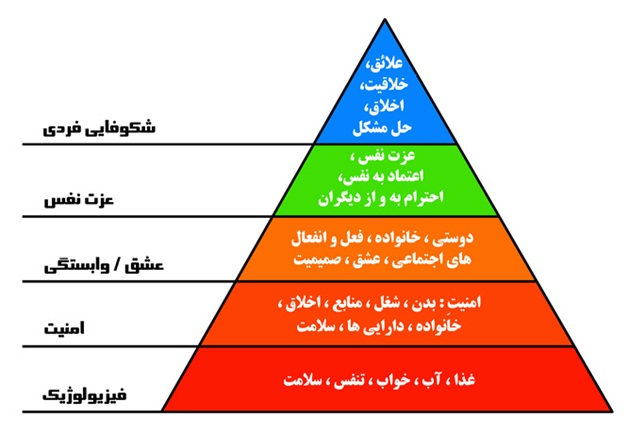 علائق،
خلاقیت،
اخلاق،
حل مشکل
شکوفایی فردی
عزت نفس ،
اعتماد به نفس،
احترام به و از دیگران
عزت نفس
دوستی ، خانواده ، فعل و انفعال
های اجتماعی ، عشق ، صمیمیت
عشق / وابستگی
امنیت : بدن ، شغل ، منابع ، اخلاق ،
خانواده ، دارایی ها ، سلامت
امنیت
غذا ، آب ، خواب ، تنفس ، سلامت
فیزیولوژیک